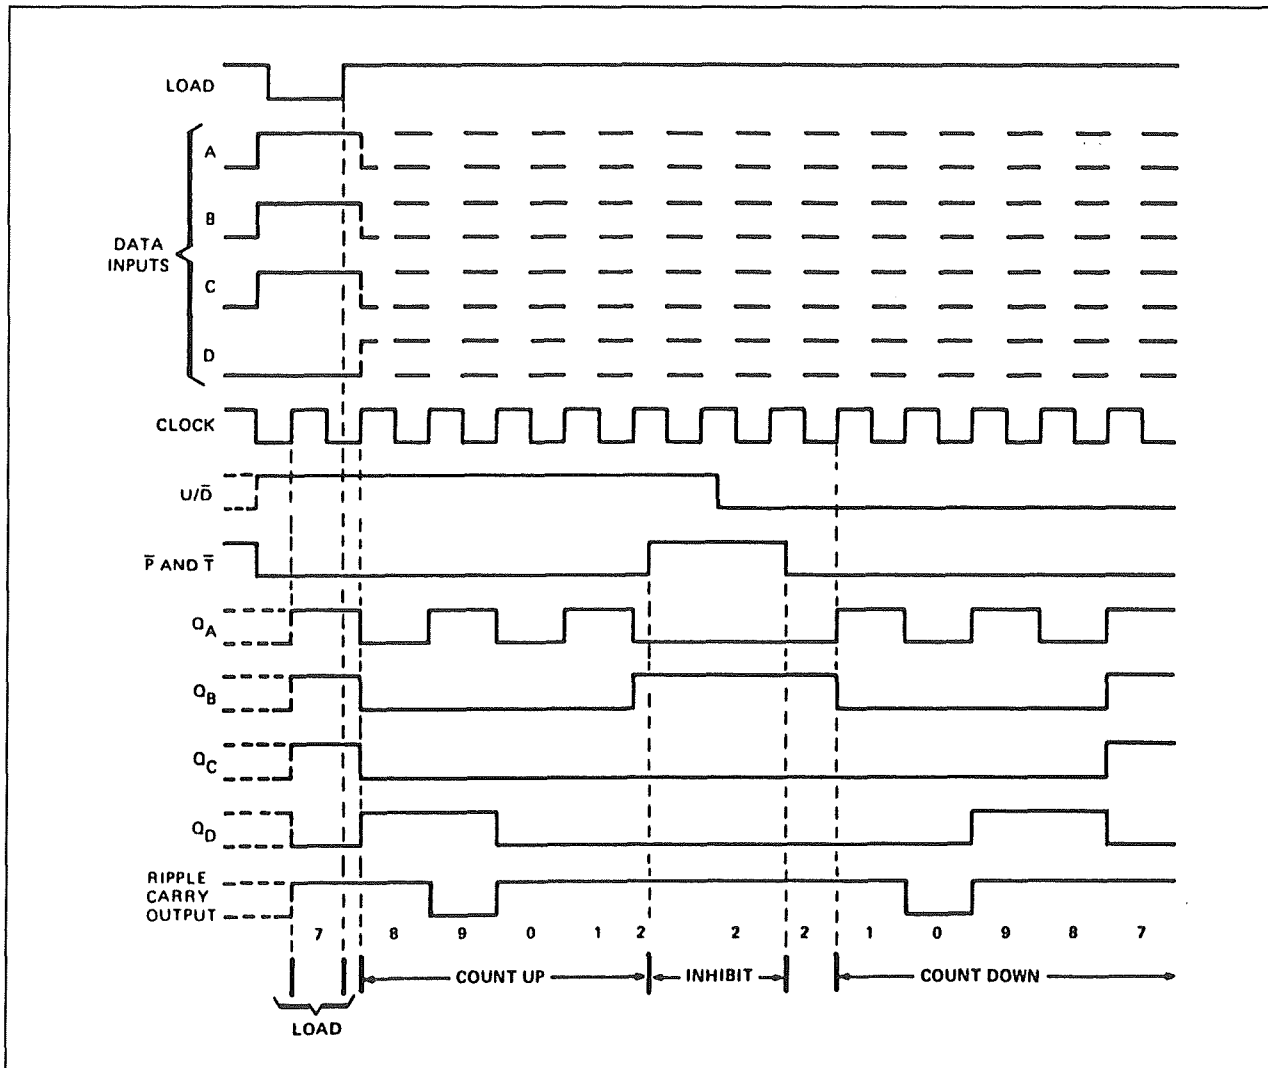 LOAD
A
B
DATA
INPUTS
C
D
CLOCK
U/D̅
P̅ AND T̅
QA
QB
QC
QD
RIPPLE
CARRY
OUTPUT
7 8 9 0 1 2 2 2 1 0 9 8 7
COUNT UP INHIBIT COUNT DOWN
LOAD